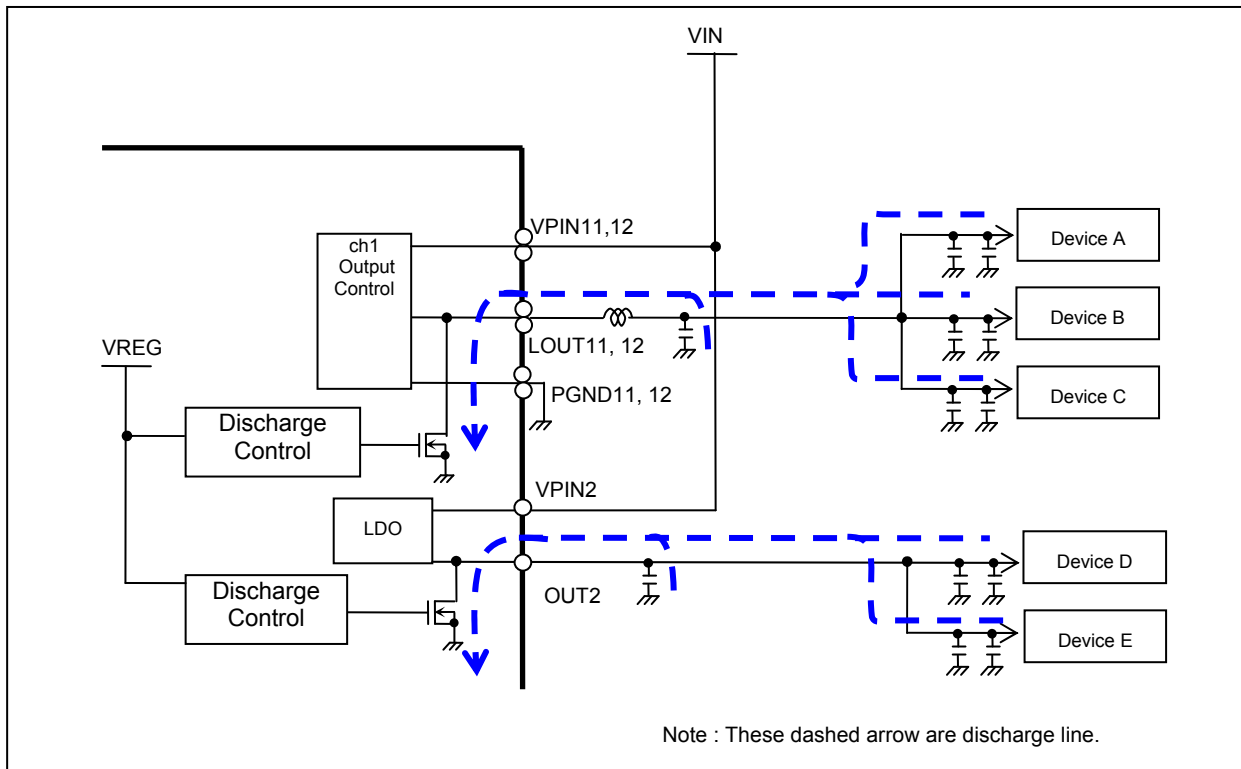 VIN
VPIN11,12
ch1
Output
Control
Device A
Device B
LOUT11, 12
VREG
PGND11, 12
Device C
Discharge
Control
VPIN2
LDO
Device D
OUT2
Discharge
Control
Device E
Note : These dashed arrow are discharge line.